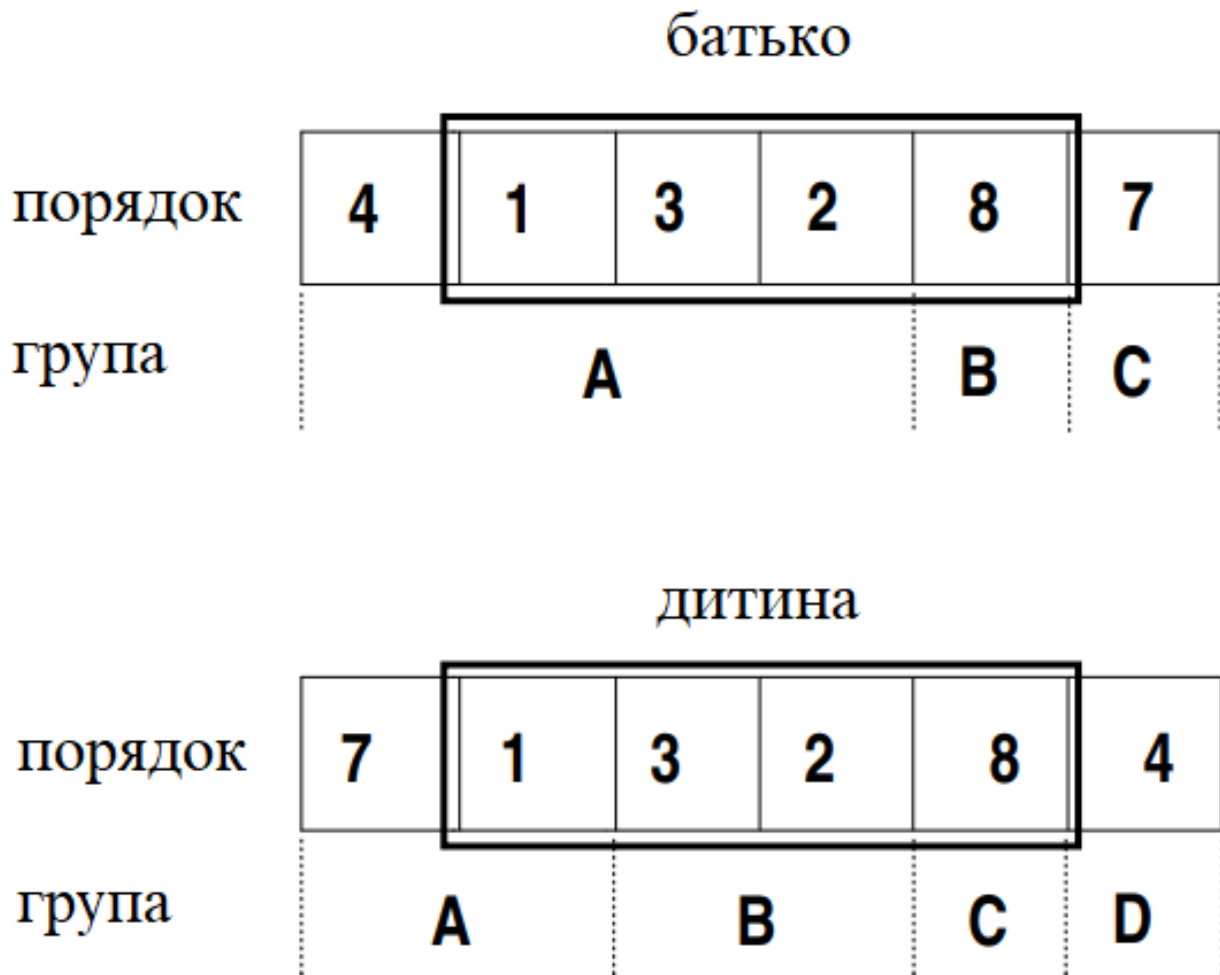 батько
порядок 4 1 3 2 8 7
група A B C
дитина
порядок 7 1 3 2 8 4
група A B C D